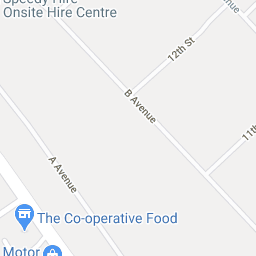 Speedy Hire
Onsite Hire Centre
B Avenue
12th St
A Avenue
The Co-operative Food
Motor